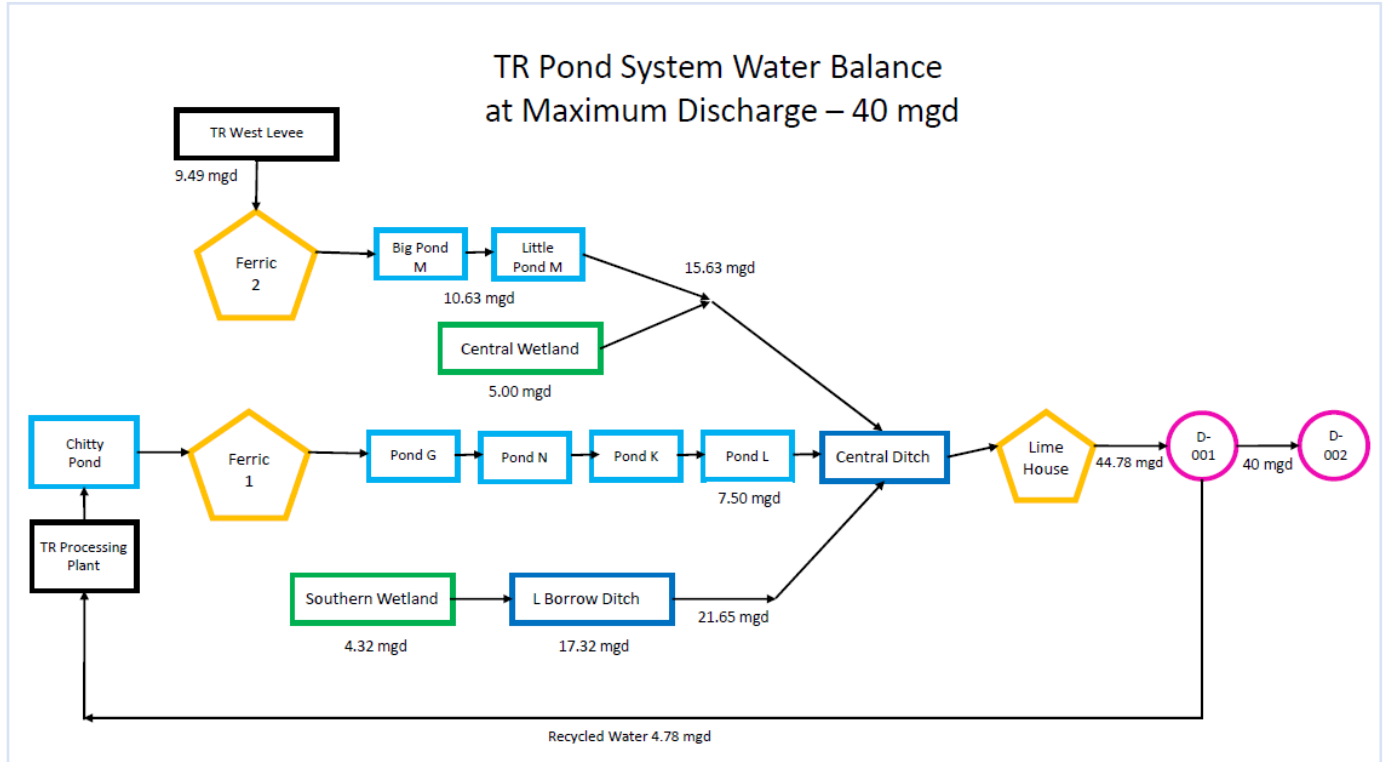 TR Pond System Water Balance
at Maximum Discharge – 40 mgd
TR West Levee
9.49 mgd
Ferric
2
Big Pond
M
Little
Pond M
10.63 mgd
15.63 mgd
Central Wetland
5.00 mgd
Chitty
Pond
Ferric
1
Pond G
Pond N
Pond K
Pond L
7.50 mgd
Central Ditch
Lime
House
44.78 mgd
D-
001
40 mgd
D-
002
TR Processing
Plant
Southern Wetland
4.32 mgd
L Borrow Ditch
17.32 mgd
21.65 mgd
Recycled Water 4.78 mgd